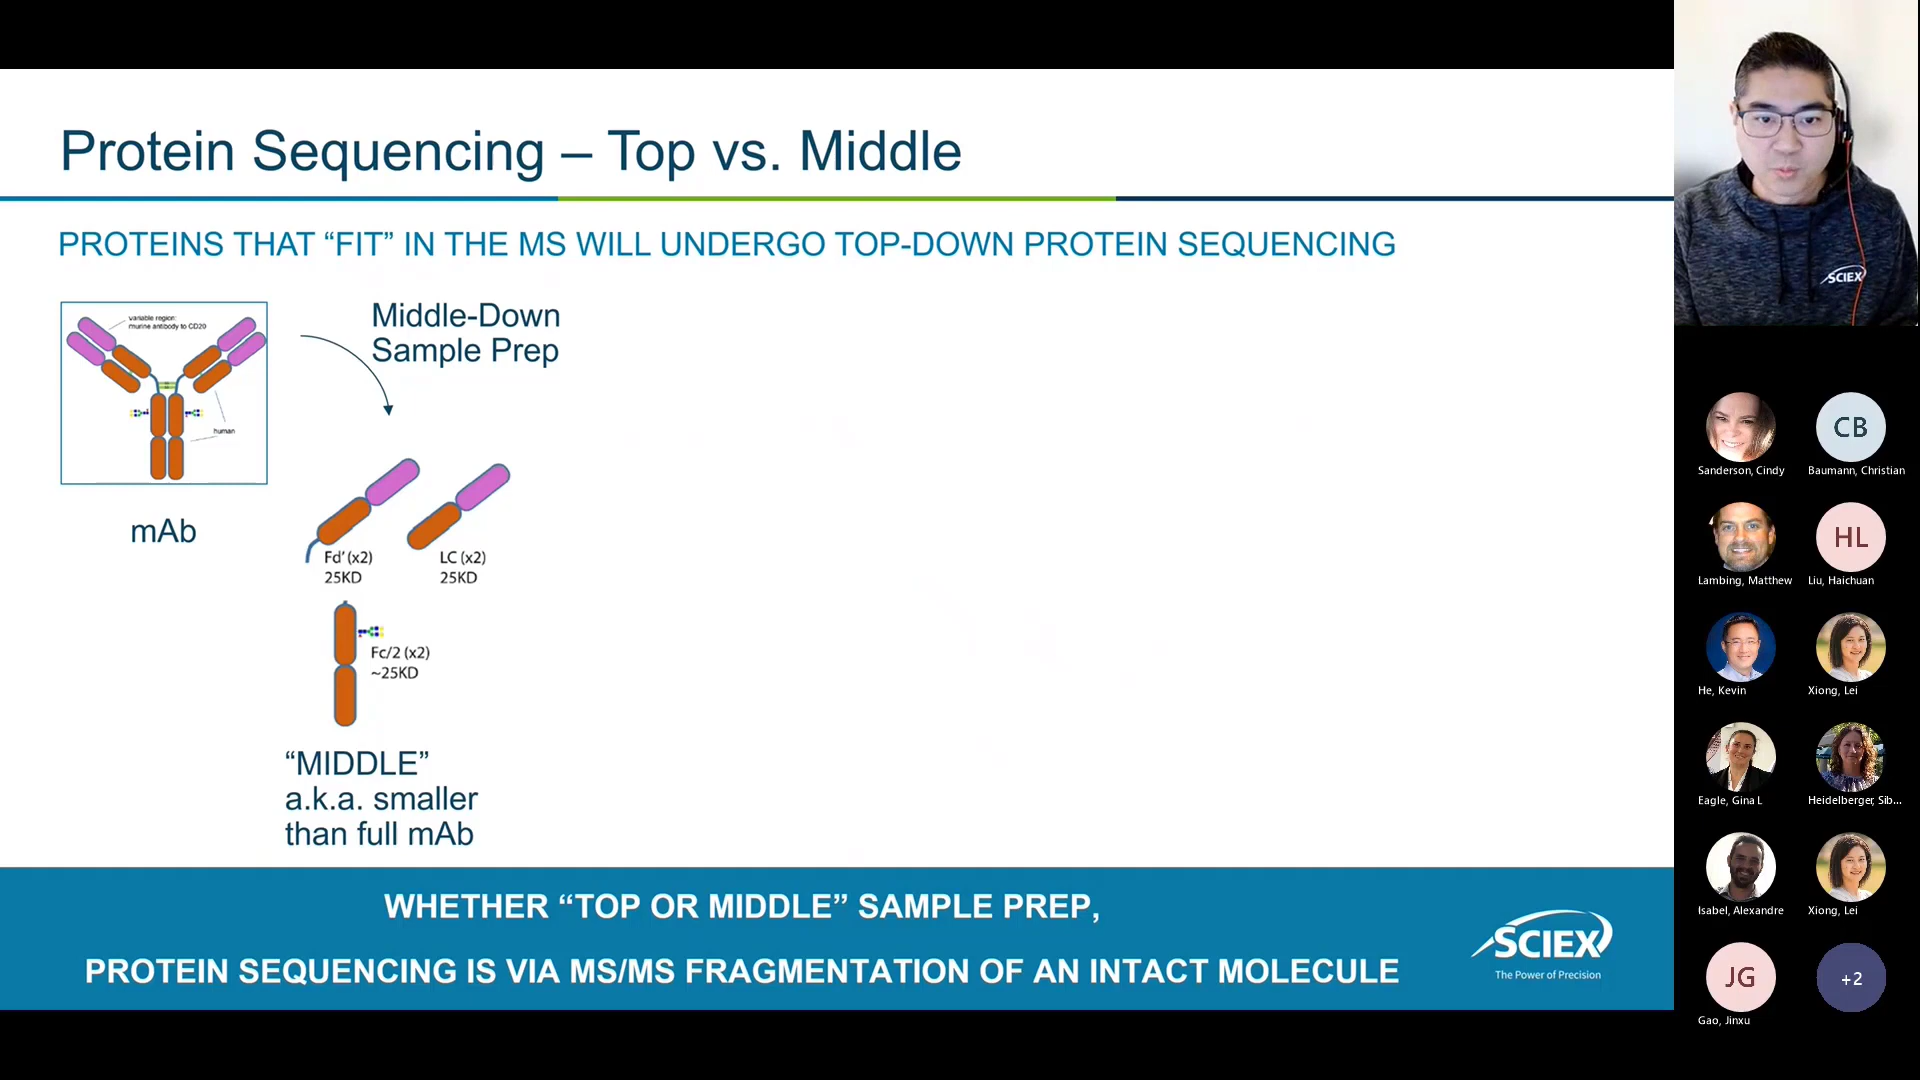 Protein Sequencing – Top vs. Middle
PROTEINS THAT “FIT” IN THE MS WILL UNDERGO TOP-DOWN PROTEIN SEQUENCING
variable region:
murine antibody to CD20
human
mAb
Middle-Down
Sample Prep
Fd’ (x2)
25KD
LC (x2)
25KD
Fc/2 (x2)
~25KD
“MIDDLE”
a.k.a. smaller
than full mAb
WHETHER “TOP OR MIDDLE” SAMPLE PREP,
PROTEIN SEQUENCING IS VIA MS/MS FRAGMENTATION OF AN INTACT MOLECULE
SCIEX
The Power of Precision
SCIEX
Sanderson, Cindy
CB
Baumann, Christian
Lambing, Matthew
HL
Liu, Haichuan
He, Kevin
Xiong, Lei
Eagle, Gina L
Heidelberger, Sib...
Isabel, Alexandre
Xiong, Lei
JG
Gao, Jinxu
+2